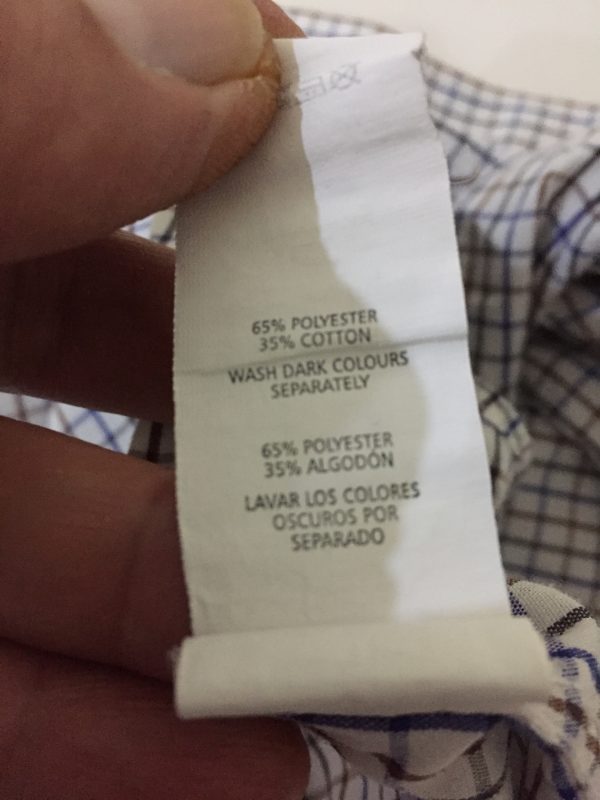 65% POLYESTER
35% COTTON
WASH DARK COLOURS
SEPARATELY
65% POLYESTER
35% ALGODÓN
LAVAR LOS COLORES
OSCUROS POR
SEPARADO